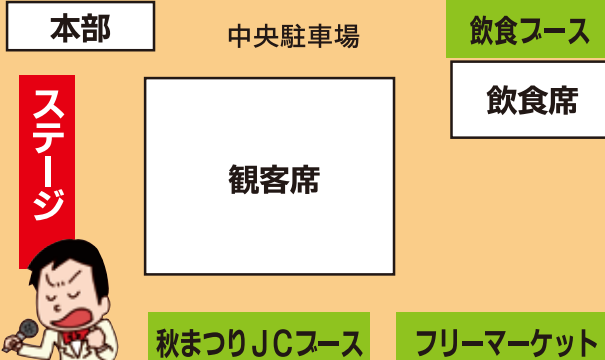 本部
中央駐車場
飲食ブース
飲食席
ステージ
観客席
秋まつりJCブース
フリーマーケット